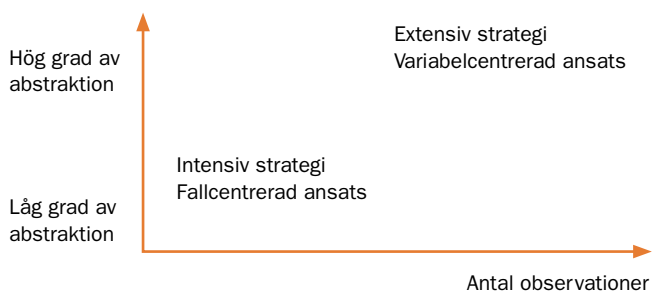 Hög grad av
abstraktion
Extensiv strategi
Variabelcentrerad ansats
Intensiv strategi
Fallcentrerad ansats
Låg grad av
abstraktion
Antal observationer